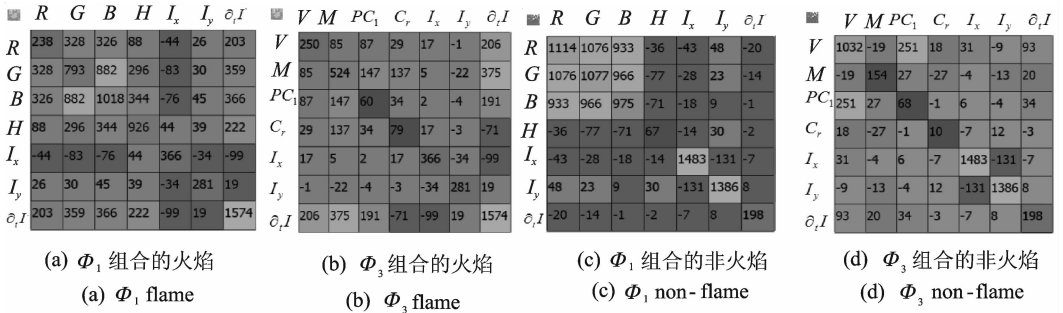 R G B H Iₓ I_y ∂ₜI
R 238 328 326 88 -44 26 203
G 328 793 882 296 -83 30 359
B 326 882 1018 344 -76 45 366
H 88 296 344 926 44 39 222
Iₓ -44 -83 -76 44 366 -34 -99
I_y 26 30 45 39 -34 281 19
∂ₜI 203 359 366 222 -99 19 1574
(a) Φ₁ 组合的火焰
(a) Φ₁ flame
V M PC₁ Cᵣ Iₓ I_y ∂ₜI
V 250 85 87 29 17 -1 206
M 85 524 147 137 5 -22 375
PC₁ 87 147 60 34 2 -4 191
Cᵣ 29 137 34 79 17 -3 -71
Iₓ 17 5 2 17 366 -34 -99
I_y -1 -22 -4 -3 -34 281 19
∂ₜI 206 375 191 -71 -99 19 1574
(b) Φ₃ 组合的火焰
(b) Φ₃ flame
R G B H Iₓ I_y ∂ₜI
R 1114 1076 933 -36 -43 48 -20
G 1076 1077 966 -77 -28 23 -14
B 933 966 975 -71 -18 9 -1
H -36 -77 -71 67 -14 30 -2
Iₓ -43 -28 -18 -14 1483 -131 -7
I_y 48 23 9 30 -131 1386 8
∂ₜI -20 -14 -1 -2 -7 8 198
(c) Φ₁ 组合的非火焰
(c) Φ₁ non-flame
V M PC₁ Cᵣ Iₓ I_y ∂ₜI
V 1032 -19 251 18 31 -9 93
M -19 154 27 -27 -4 -13 20
PC₁ 251 27 68 -1 6 -4 34
Cᵣ 18 -27 -1 10 -7 12 -3
Iₓ 31 -4 6 -7 1483 -131 -7
I_y -9 -13 -4 12 -131 1386 8
∂ₜI 93 20 34 -3 -7 8 198
(d) Φ₃ 组合的非火焰
(d) Φ₃ non-flame